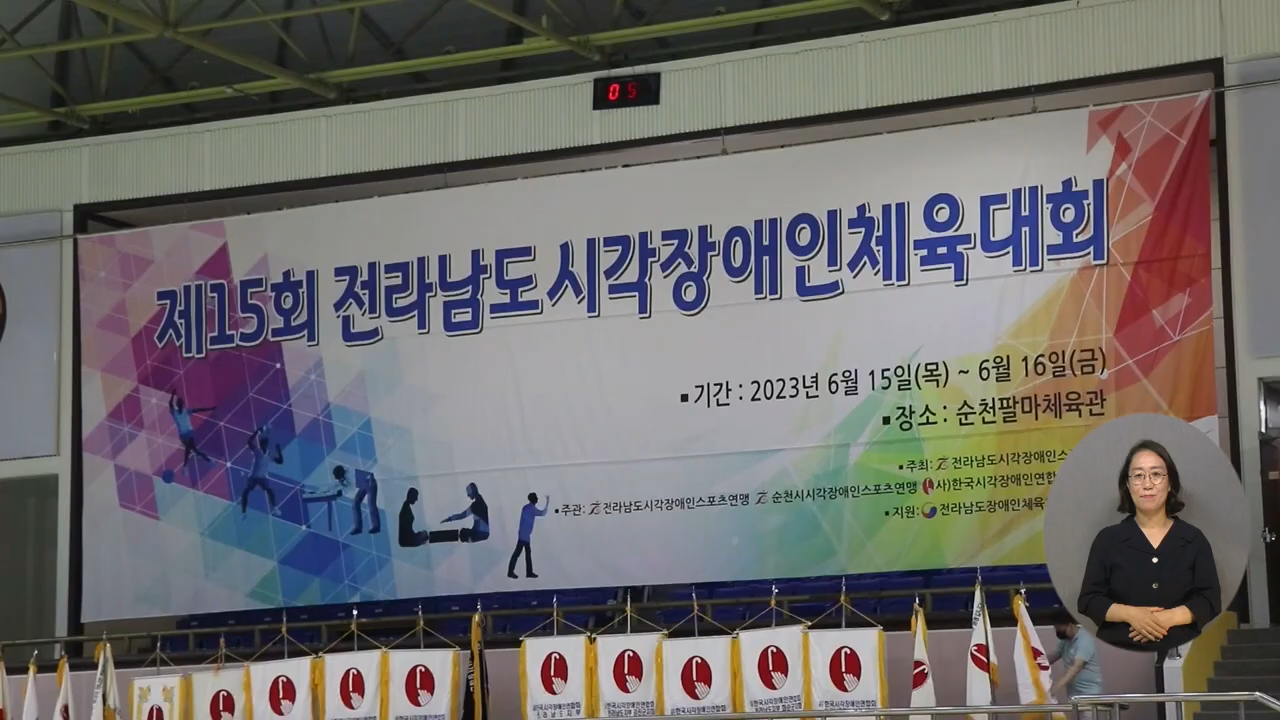 05
제15회 전라남도시각장애인체육대회
▪기간 : 2023년 6월 15일(목) ~ 6월 16일(금)
▪장소 : 순천팔마체육관
▪주최: 전라남도시각장애인스
▪주관: 전라남도시각장애인스포츠연맹 순천시시각장애인스포츠연맹 (사)한국시각장애인연합
▪지원: 전라남도장애인체육